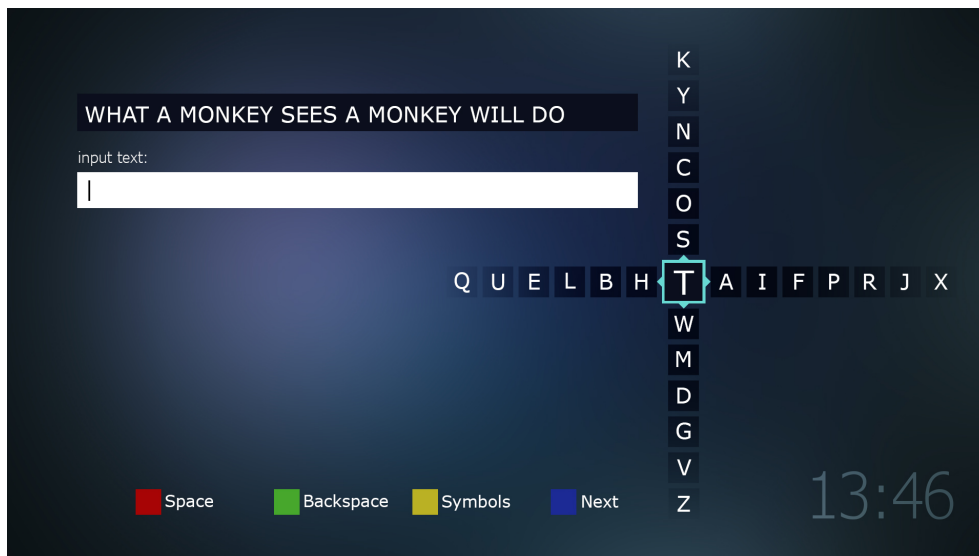 K
Y
WHAT A MONKEY SEES A MONKEY WILL DO
N
input text:
C
O
S
Q U E L B H T A I F P R J X
W
M
D
G
V
Space Backspace Symbols Next Z
13:46